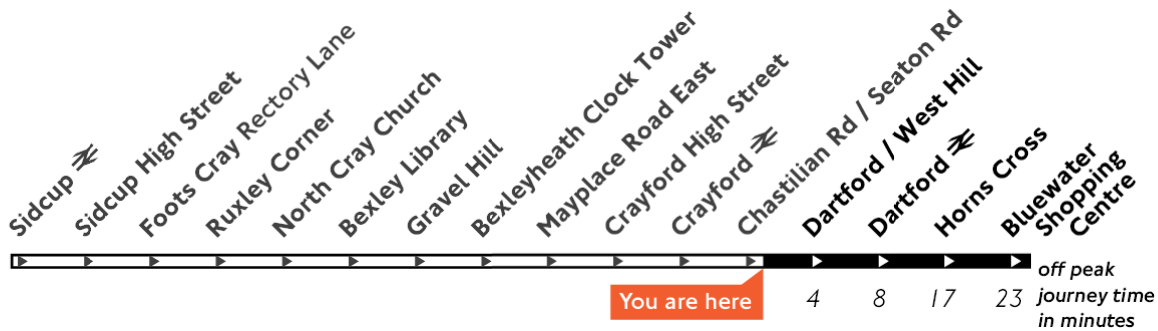 Sidcup
Sidcup High Street
Foots Cray Rectory Lane
Ruxley Corner
North Cray Church
Bexley Library
Gravel Hill
Bexleyheath Clock Tower
Mayplace Road East
Crayford High Street
Crayford
Chastilian Rd / Seaton Rd
Dartford / West Hill
Dartford
Horns Cross
Bluewater
Shopping
Centre
You are here
4
8
17
23
off peak
journey time
in minutes